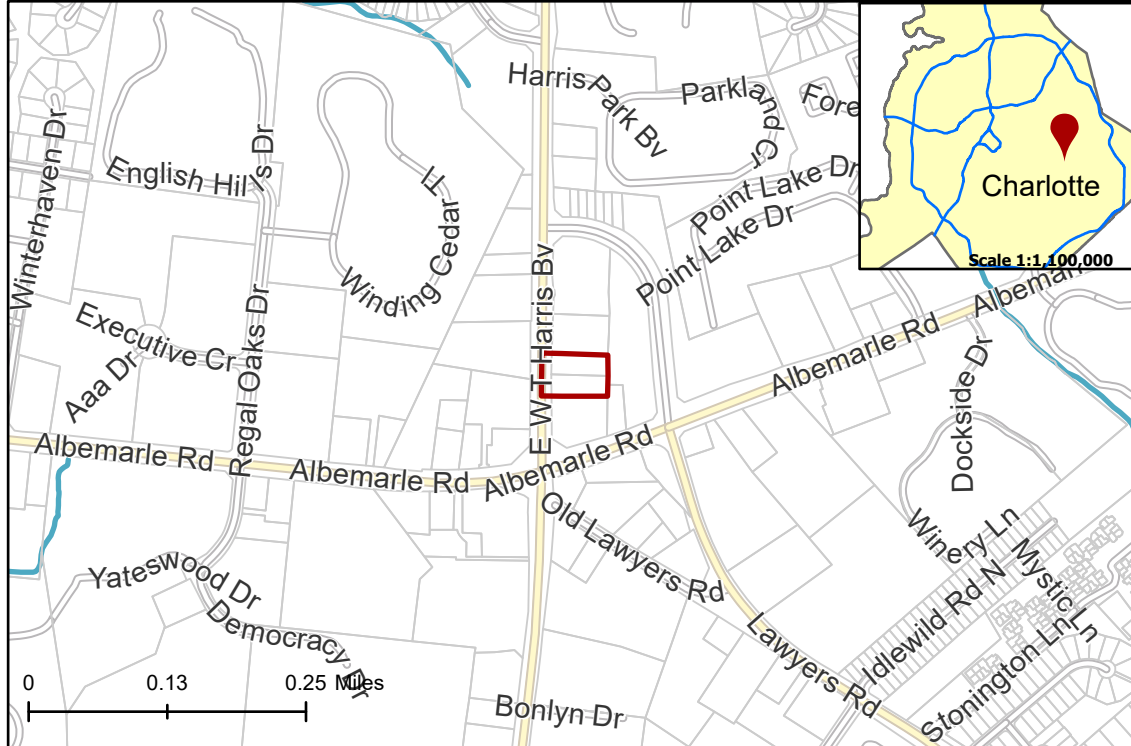 Harris Park Bv
Parkland Cr
Fore
Winterhaven Dr
English Hills Dr
Winding Cedar Tl
Point Lake Dr
Point Lake Dr
Charlotte
Scale 1:1,100,000
E W T Harris Bv
Executive Cr
Aaa Dr
Regal Oaks Dr
Albemarle Rd
Albemarle Rd
Albemarle Rd
Albemarle Rd
Albemar
Dockside Dr
Old Lawyers Rd
Winery Ln
Mystic Ln
Idlewild Rd N
Stonington Ln
Lawyers Rd
Yateswood Dr
Democracy Dr
Bonlyn Dr
0 0.13 0.25 Miles